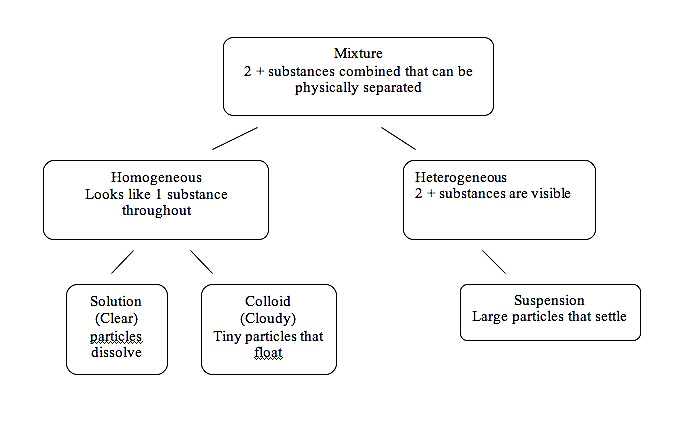 Mixture
2 + substances combined that can be
physically separated
Homogeneous
Looks like 1 substance
throughout
Heterogeneous
2 + substances are visible
Solution
(Clear)
particles
dissolve
Colloid
(Cloudy)
Tiny particles that
float
Suspension
Large particles that settle